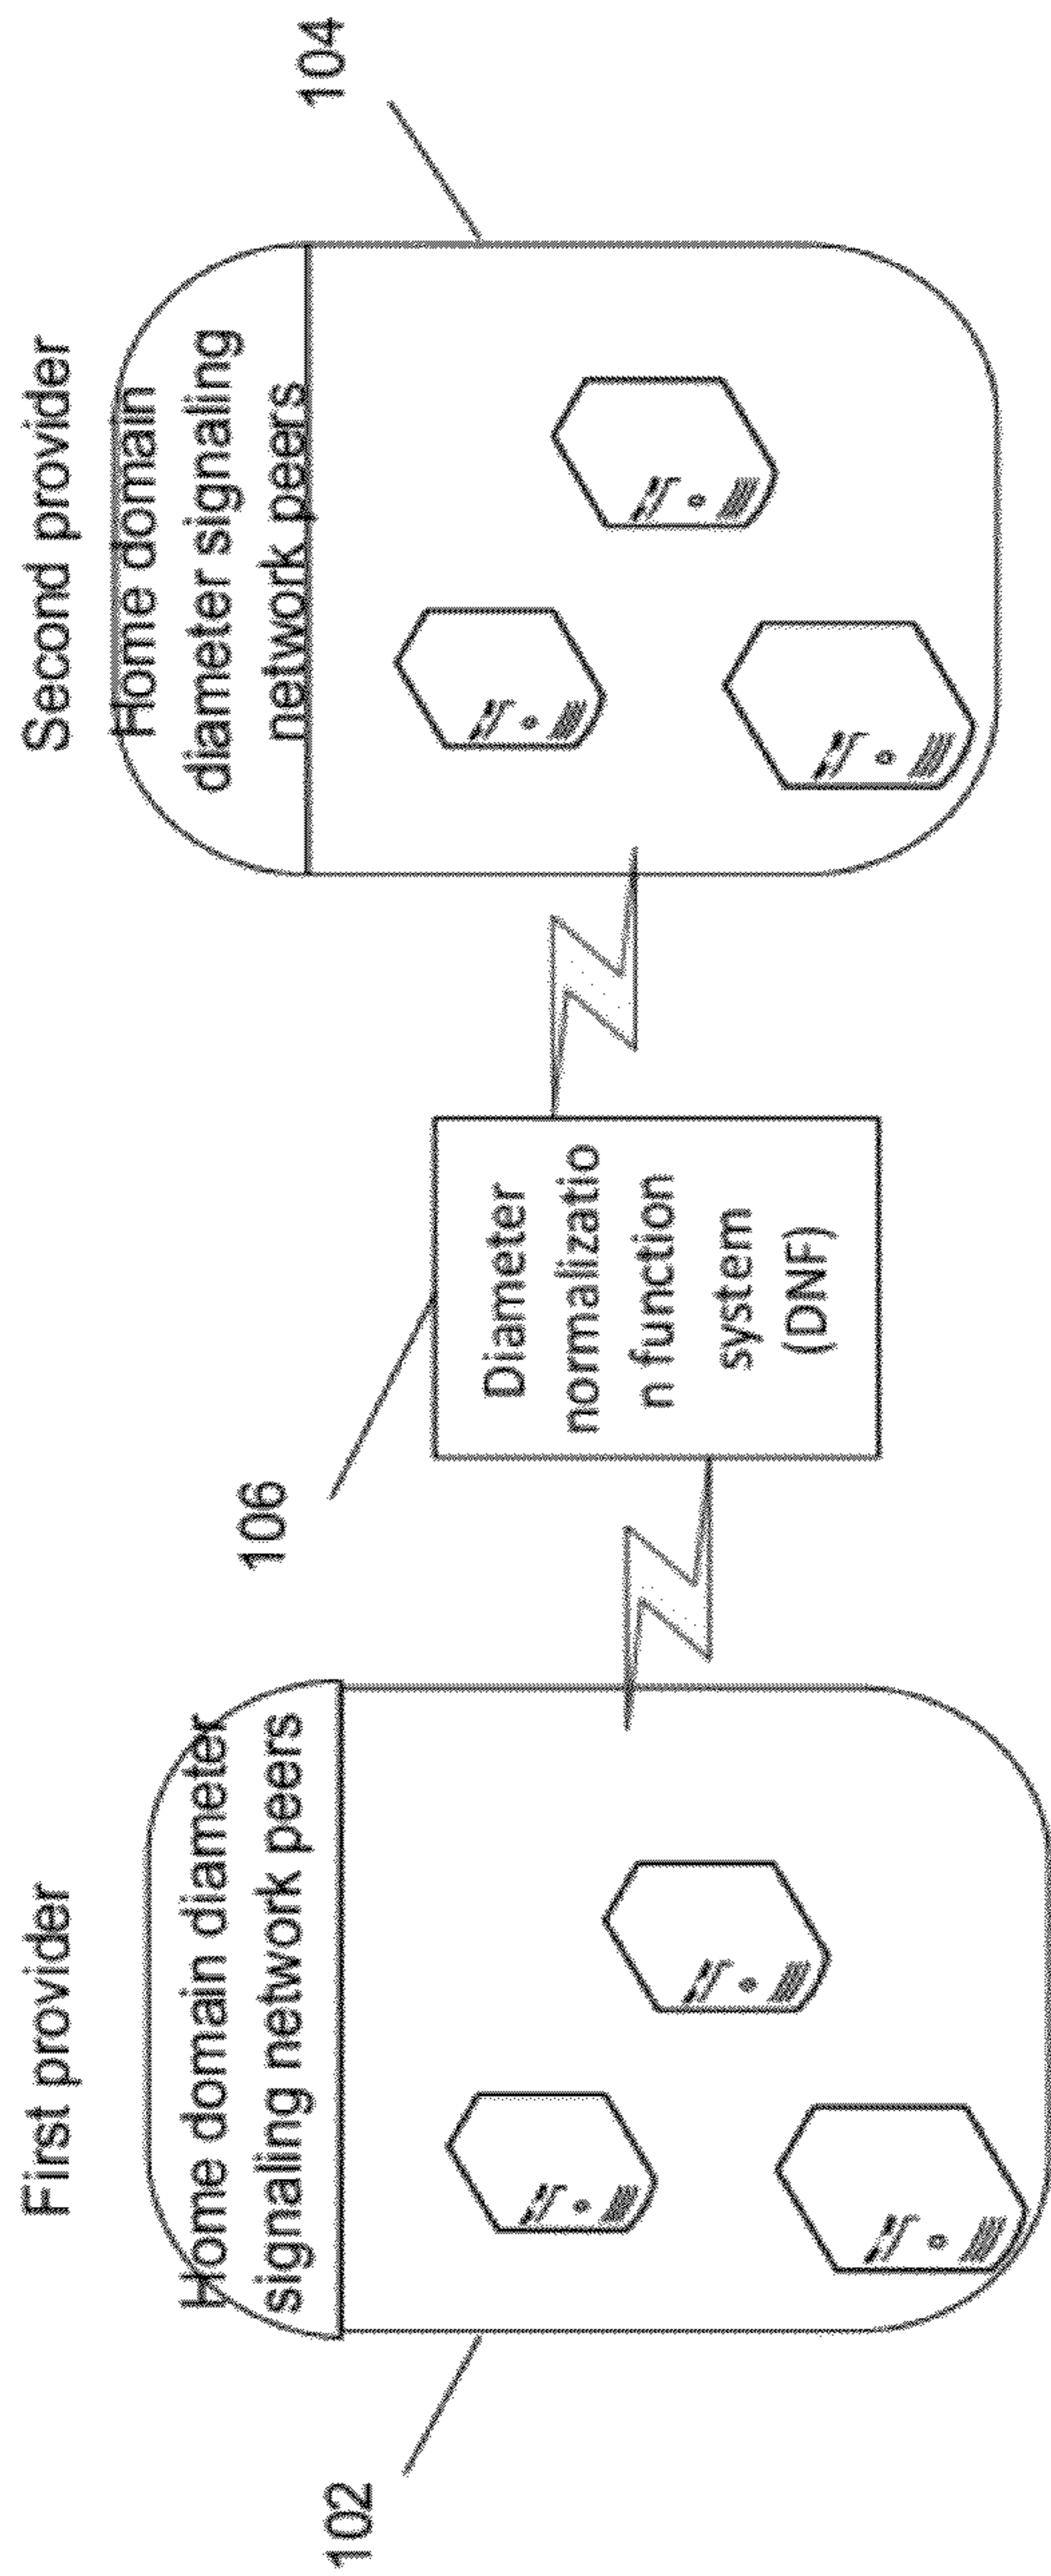 First provider
Second provider
102
Home domain diameter
signaling network peers
106
Diameter
normalizatio
n function
system
(DNF)
Home domain
diameter signaling
network peers
104